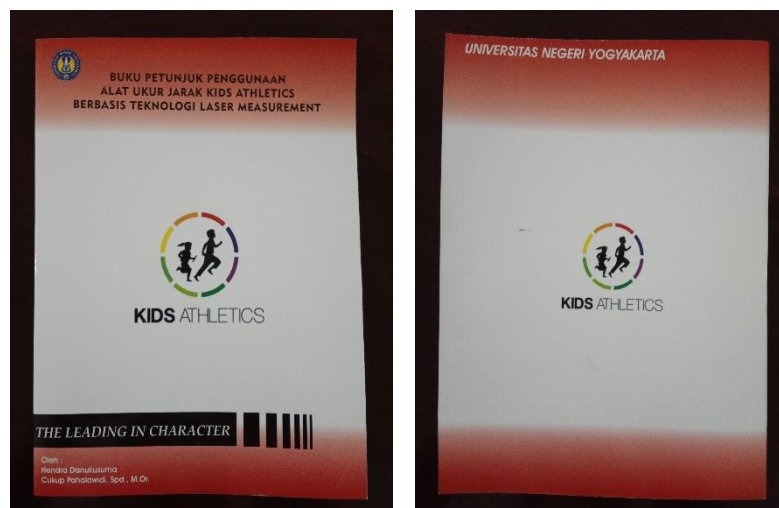 BUKU PETUNJUK PENGGUNAAN
ALAT UKUR JARAK KIDS ATHLETICS
BERBASIS TEKNOLOGI LASER MEASUREMENT
KIDS ATHLETICS
THE LEADING IN CHARACTER
Oleh :
Hendra Danukusuma
Cukup Pahalawidi, Spd., M.Or.
UNIVERSITAS NEGERI YOGYAKARTA
KIDS ATHLETICS